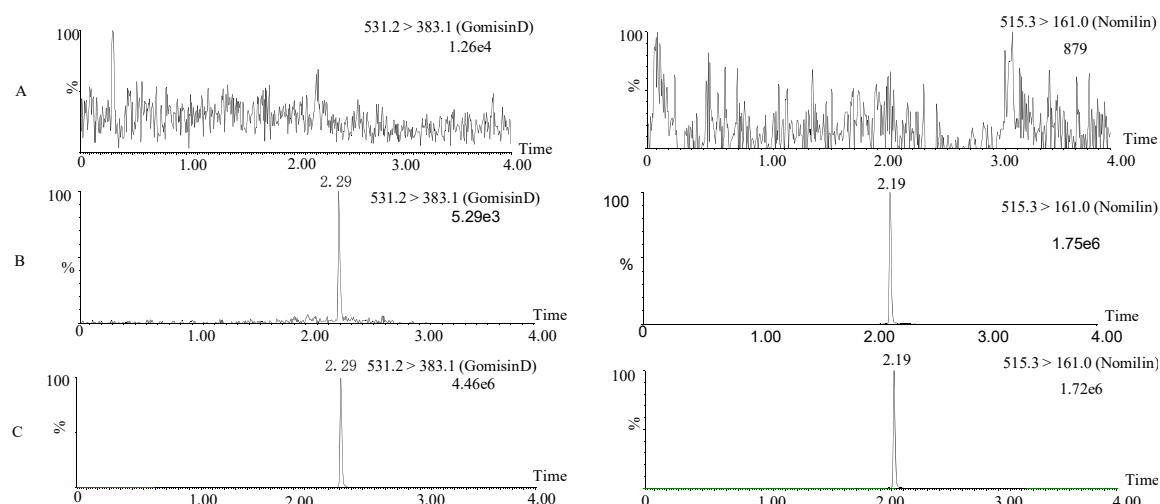 531.2 > 383.1 (GomisinD)
1.26e4
100
%
A
Time
0 1.00 2.00 3.00 4.00
515.3 > 161.0 (Nomilin)
879
100
%
Time
0 1.00 2.00 3.00 4.00
2.29
531.2 > 383.1 (GomisinD)
5.29e3
100
%
B
Time
0 1.00 2.00 3.00 4.00
2.19
515.3 > 161.0 (Nomilin)
1.75e6
100
%
Time
0 1.00 2.00 3.00 4.00
2.29 531.2 > 383.1 (GomisinD)
4.46e6
100
%
C
Time
0 1.00 2.00 3.00 4.00
2.19
515.3 > 161.0 (Nomilin)
1.72e6
100
%
Time
0 1.00 2.00 3.00 4.00